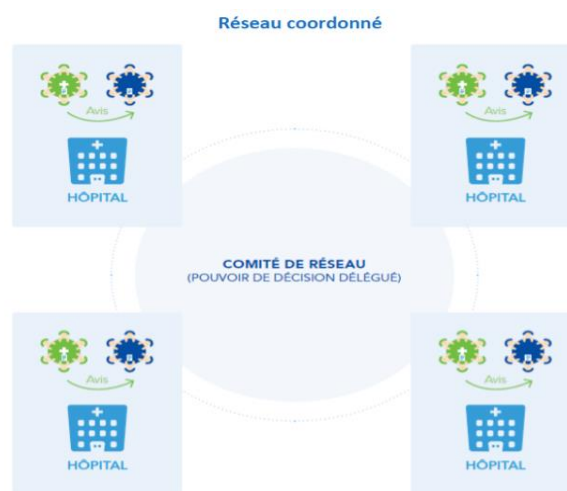 Réseau coordonné
Avis
HÔPITAL
Avis
HÔPITAL
COMITÉ DE RÉSEAU
(POUVOIR DE DÉCISION DÉLÉGUÉ)
Avis
HÔPITAL
Avis
HÔPITAL